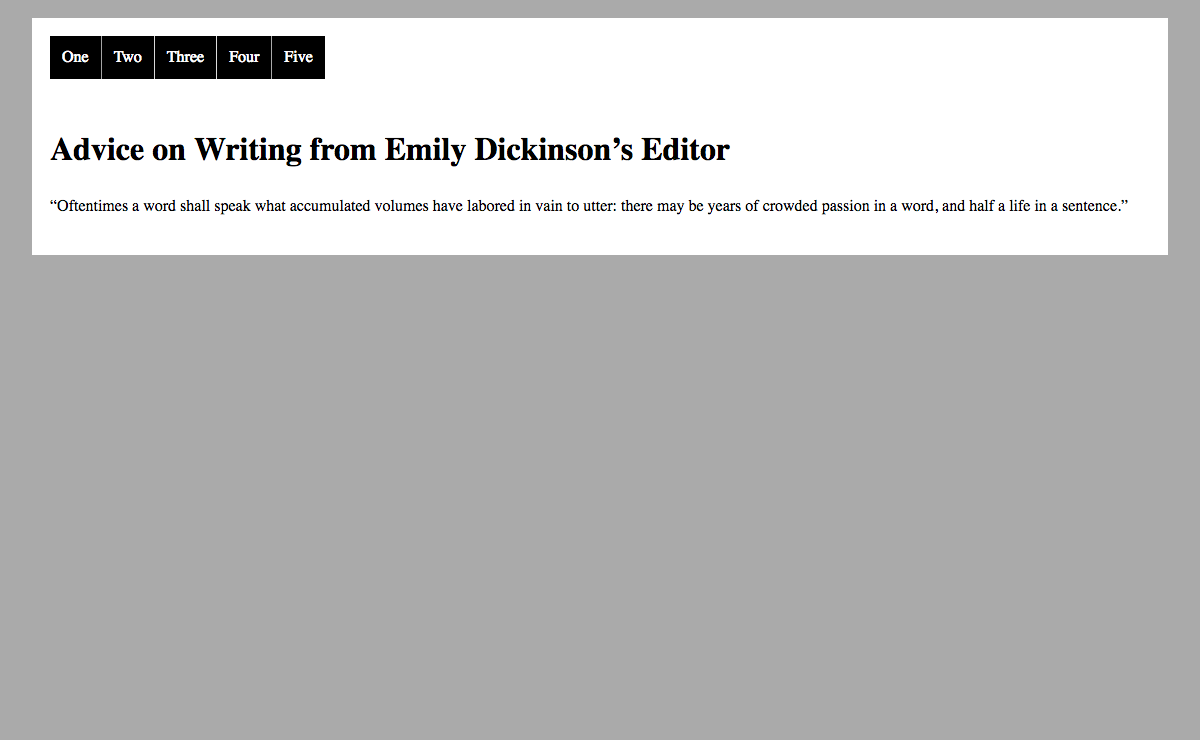 One Two Three Four Five
Advice on Writing from Emily Dickinson’s Editor
“Oftentimes a word shall speak what accumulated volumes have labored in vain to utter: there may be years of crowded passion in a word, and half a life in a sentence.”